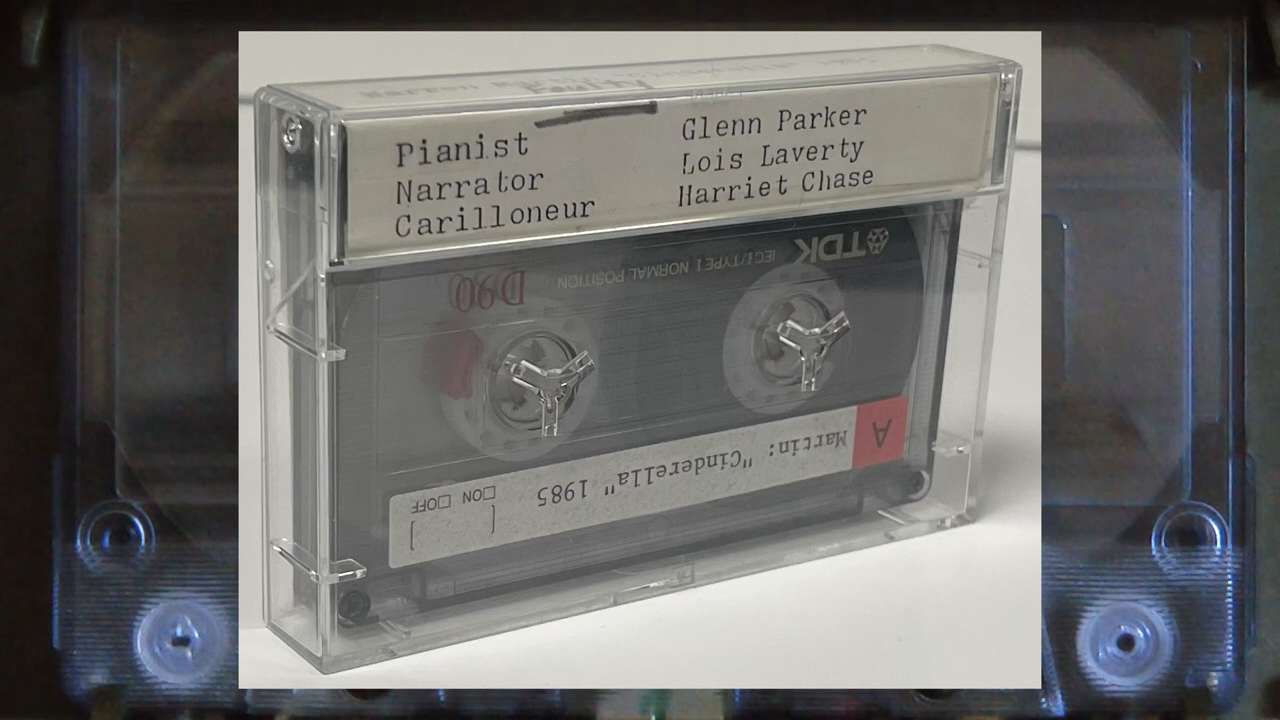 Pianist Glenn Parker
Narrator Lois Laverty
Carilloneur Harriet Chase
TDK
IEC I/TYPE I NORMAL POSITION
D90
A
Martin: "Cinderella" 1985
☐ON ☐OFF
[ ]